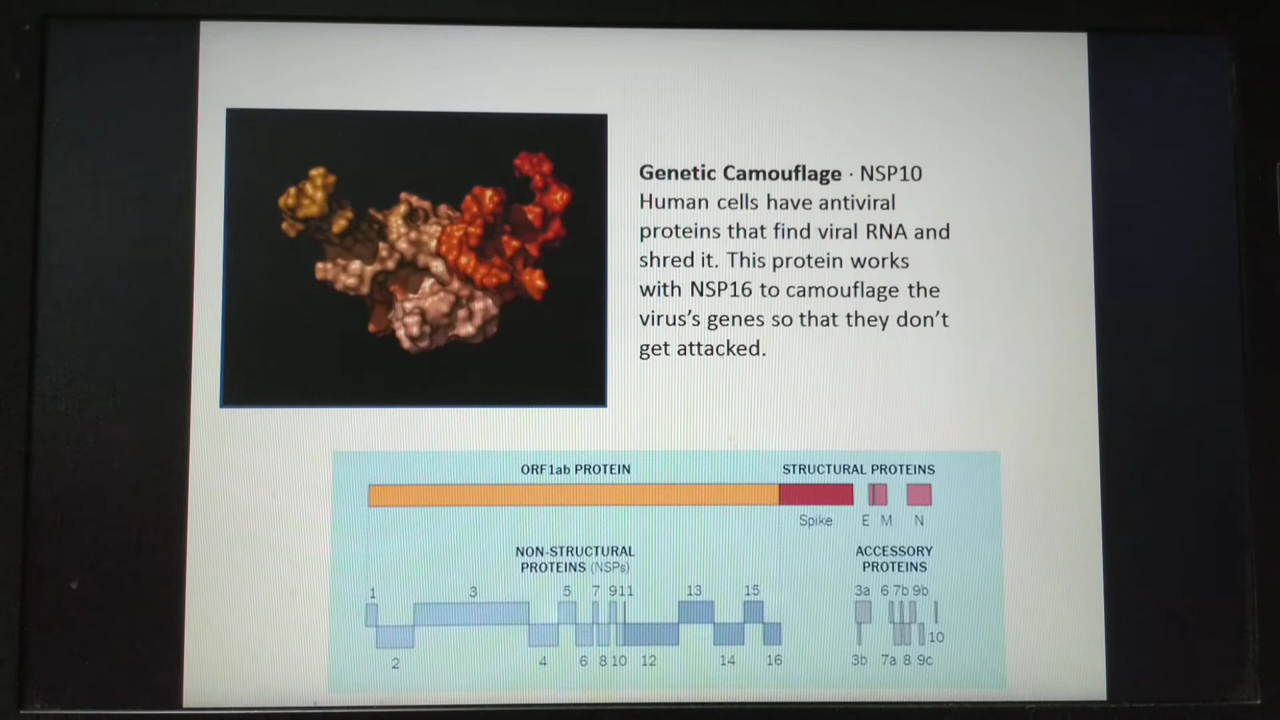 Genetic Camouflage · NSP10
Human cells have antiviral
proteins that find viral RNA and
shred it. This protein works
with NSP16 to camouflage the
virus’s genes so that they don’t
get attacked.
ORF1ab PROTEIN
STRUCTURAL PROTEINS
Spike E M N
NON-STRUCTURAL
PROTEINS (NSPs)
ACCESSORY
PROTEINS
1 3 5 7 9 11 13 15
3a 6 7b 9b
10
2 4 6 8 10 12 14 16
3b 7a 8 9c